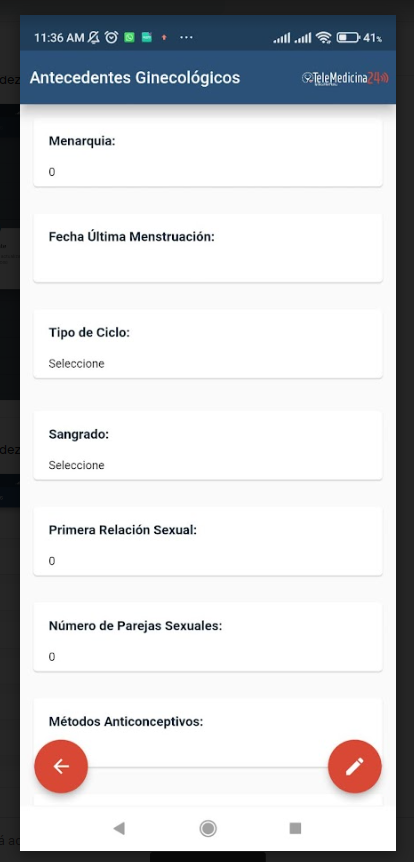 11:36 AM 41%
Antecedentes Ginecológicos
TeleMedicina24
Menarquia:
0
Fecha Última Menstruación:
Tipo de Ciclo:
Seleccione
Sangrado:
Seleccione
Primera Relación Sexual:
0
Número de Parejas Sexuales:
0
Métodos Anticonceptivos: